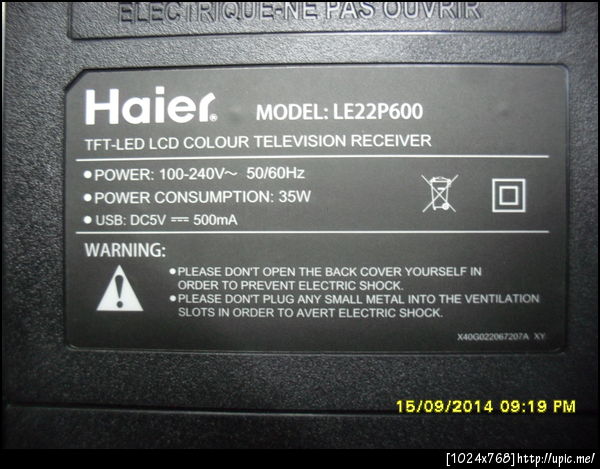 ELECTRIQUE-NE PAS OUVRIR
Haier® MODEL: LE22P600
TFT-LED LCD COLOUR TELEVISION RECEIVER
●POWER: 100-240V～ 50/60Hz
●POWER CONSUMPTION: 35W
●USB: DC5V ⎓ 500mA
WARNING:
●PLEASE DON'T OPEN THE BACK COVER YOURSELF IN
ORDER TO PREVENT ELECTRIC SHOCK.
●PLEASE DON'T PLUG ANY SMALL METAL INTO THE VENTILATION
SLOTS IN ORDER TO AVERT ELECTRIC SHOCK.
X40G022067207A XY
15/09/2014 09:19 PM
[1024x768]http://upic.me/